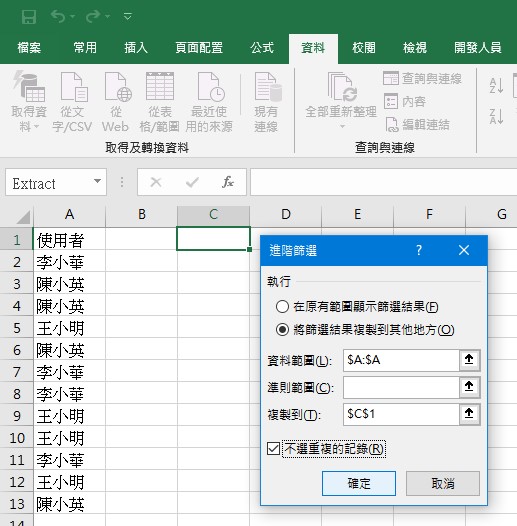 檔案 常用 插入 頁面配置 公式 資料 校閱 檢視 開發人員
取得資料 從文字/CSV 從 Web 從表格/範圍 最近使用的來源 現有連線 全部重新整理 查詢與連線 內容 編輯連結
取得及轉換資料 查詢與連線
Extract fx
A B C D E F G
1 使用者
2 李小華
3 陳小英
4 陳小英
5 王小明
6 陳小英
7 李小華
8 李小華
9 王小明
10 王小明
11 李小華
12 王小明
13 陳小英
進階篩選 ? ×
執行
在原有範圍顯示篩選結果(F)
將篩選結果複製到其他地方(O)
資料範圍(L): $A:$A
準則範圍(C):
複製到(T): $C$1
不選重複的記錄(R)
確定 取消